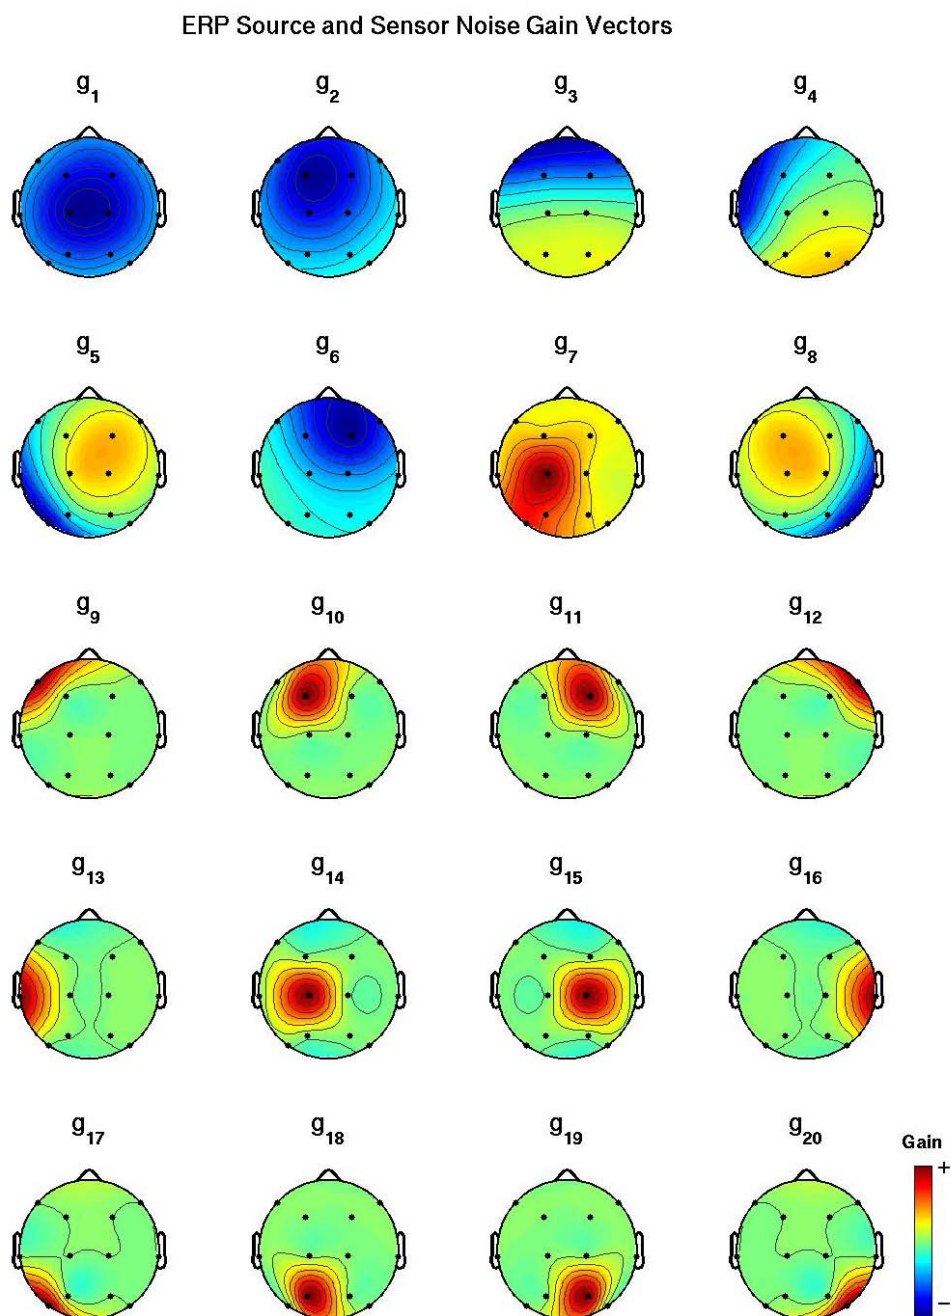 ERP Source and Sensor Noise Gain Vectors
g1 g2 g3 g4
g5 g6 g7 g8
g9 g10 g11 g12
g13 g14 g15 g16
g17 g18 g19 g20
Gain
+
−